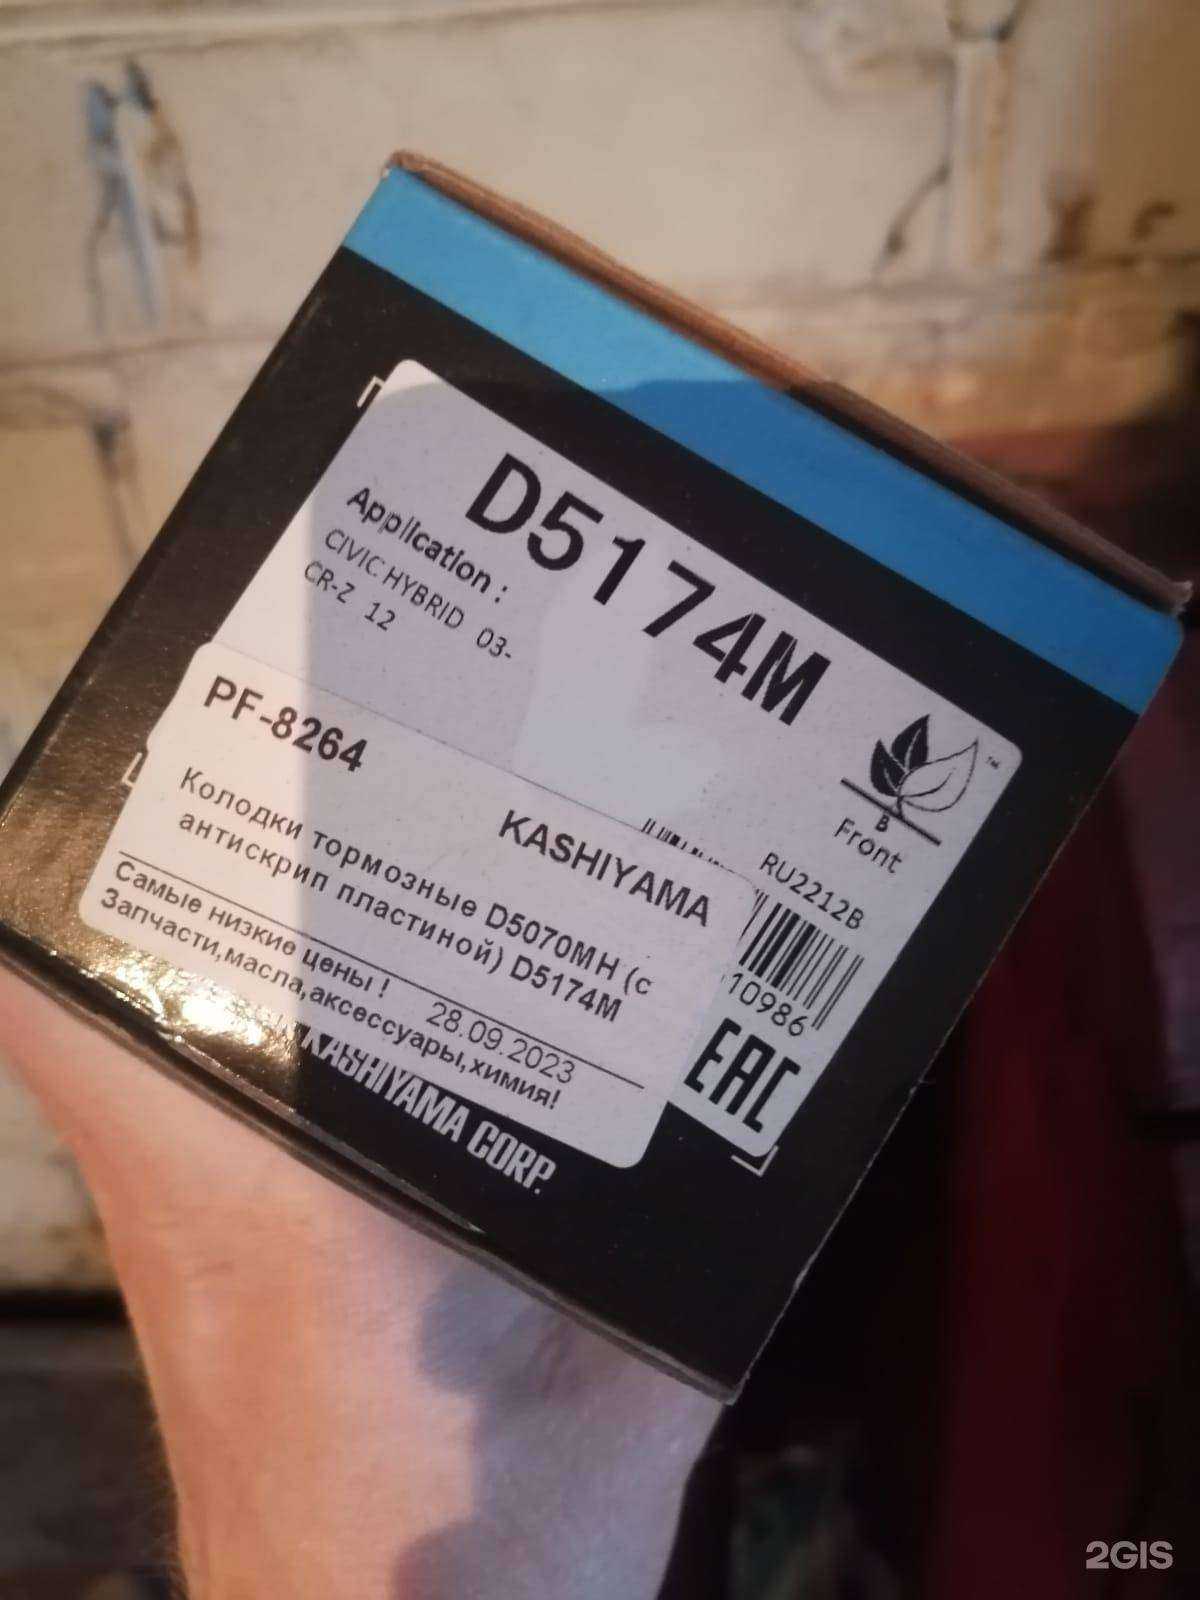 D5174M
Application :
CIVIC HYBRID 03-
CR-Z 12
B
Front
RU2212B
10986
EAC
PF-8264
KASHIYAMA
Колодки тормозные D5070MH (с
антискрип пластиной) D5174M
Самые низкие цены ! 28.09.2023
Запчасти,масла,аксессуары,химия!
KASHIYAMA CORP.
2GIS